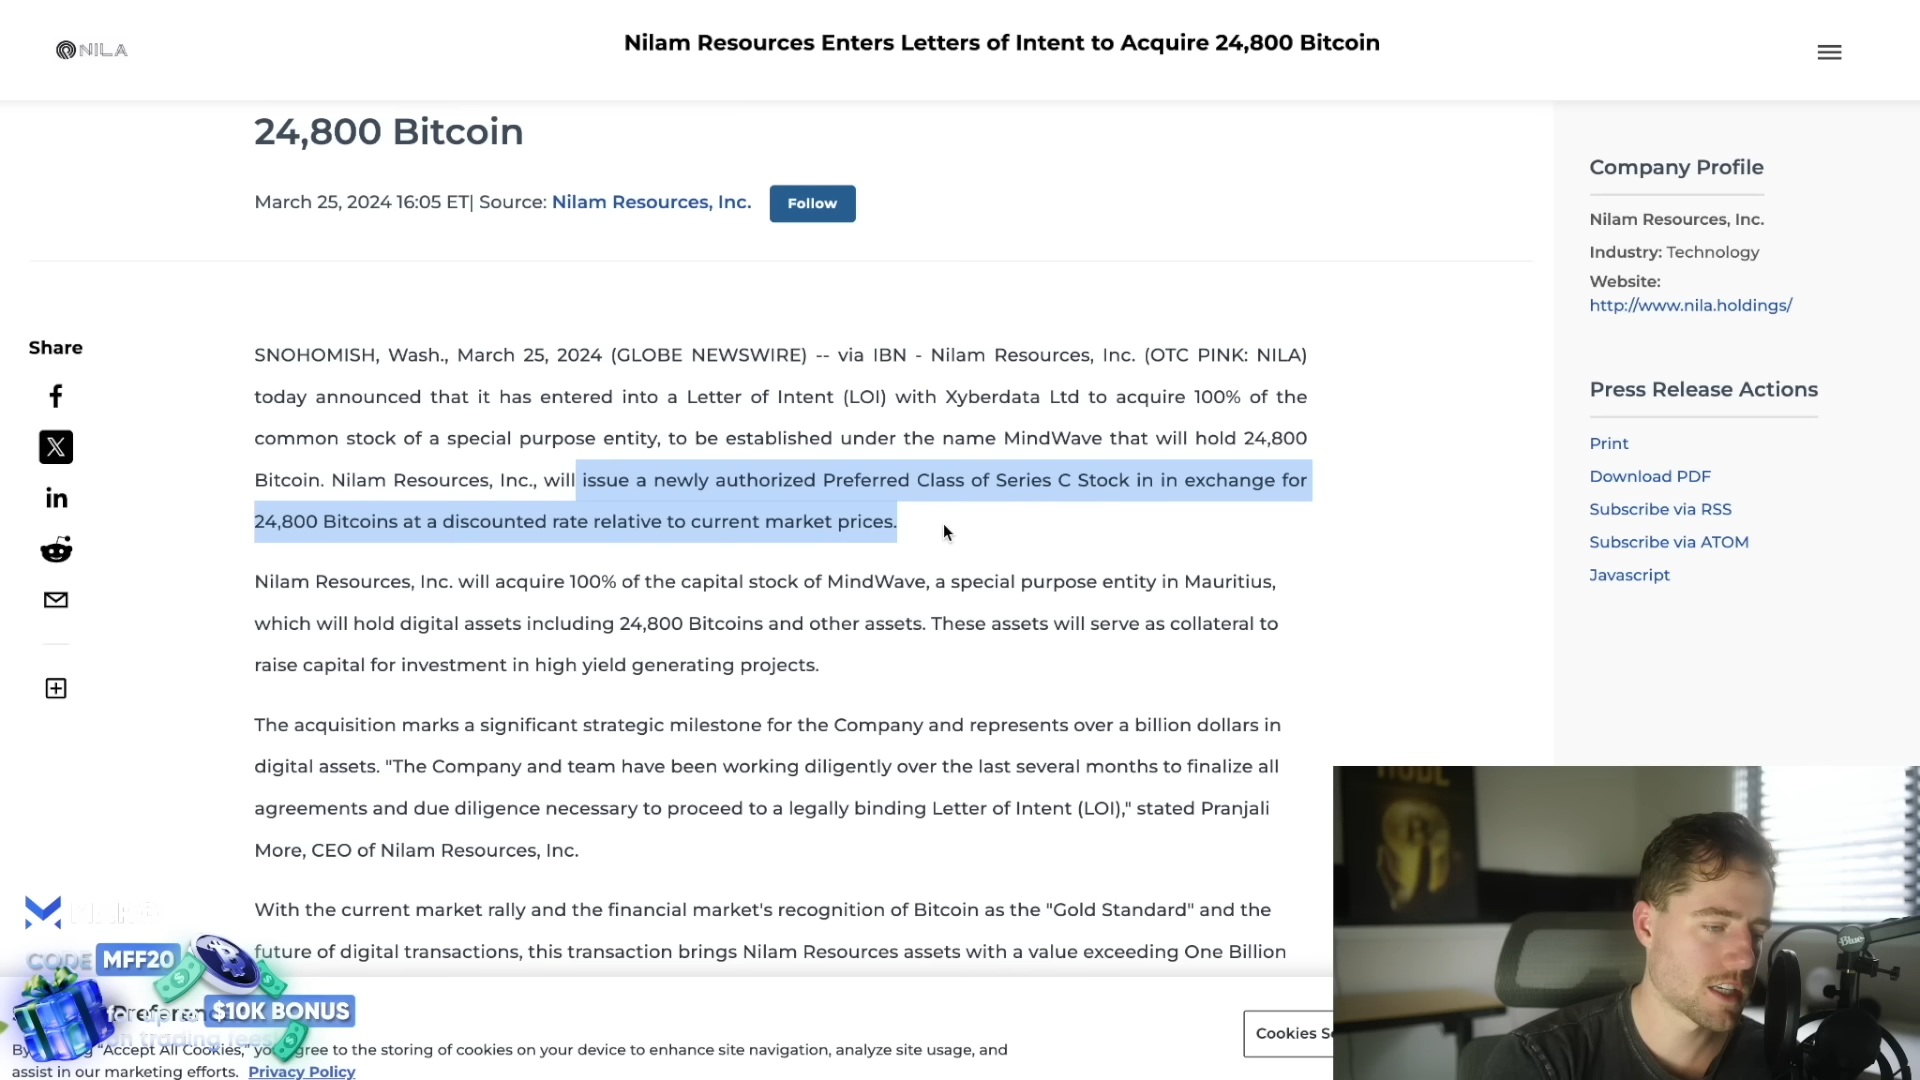 NILA
Nilam Resources Enters Letters of Intent to Acquire 24,800 Bitcoin
24,800 Bitcoin
March 25, 2024 16:05 ET| Source: Nilam Resources, Inc.
Follow
Share
SNOHOMISH, Wash., March 25, 2024 (GLOBE NEWSWIRE) -- via IBN - Nilam Resources, Inc. (OTC PINK: NILA)
today announced that it has entered into a Letter of Intent (LOI) with Xyberdata Ltd to acquire 100% of the
common stock of a special purpose entity, to be established under the name MindWave that will hold 24,800
Bitcoin. Nilam Resources, Inc., will issue a newly authorized Preferred Class of Series C Stock in in exchange for
24,800 Bitcoins at a discounted rate relative to current market prices.
Nilam Resources, Inc. will acquire 100% of the capital stock of MindWave, a special purpose entity in Mauritius,
which will hold digital assets including 24,800 Bitcoins and other assets. These assets will serve as collateral to
raise capital for investment in high yield generating projects.
The acquisition marks a significant strategic milestone for the Company and represents over a billion dollars in
digital assets. "The Company and team have been working diligently over the last several months to finalize all
agreements and due diligence necessary to proceed to a legally binding Letter of Intent (LOI)," stated Pranjali
More, CEO of Nilam Resources, Inc.
With the current market rally and the financial market's recognition of Bitcoin as the "Gold Standard" and the
future of digital transactions, this transaction brings Nilam Resources assets with a value exceeding One Billion
Company Profile
Nilam Resources, Inc.
Industry: Technology
Website:
http://www.nila.holdings/
Press Release Actions
Print
Download PDF
Subscribe via RSS
Subscribe via ATOM
Javascript
HODL
Blue
CODE MFF20
for up to $10K BONUS
on trading fees
"Accept All Cookies," you agree to the storing of cookies on your device to enhance site navigation, analyze site usage, and
assist in our marketing efforts. Privacy Policy
Cookies